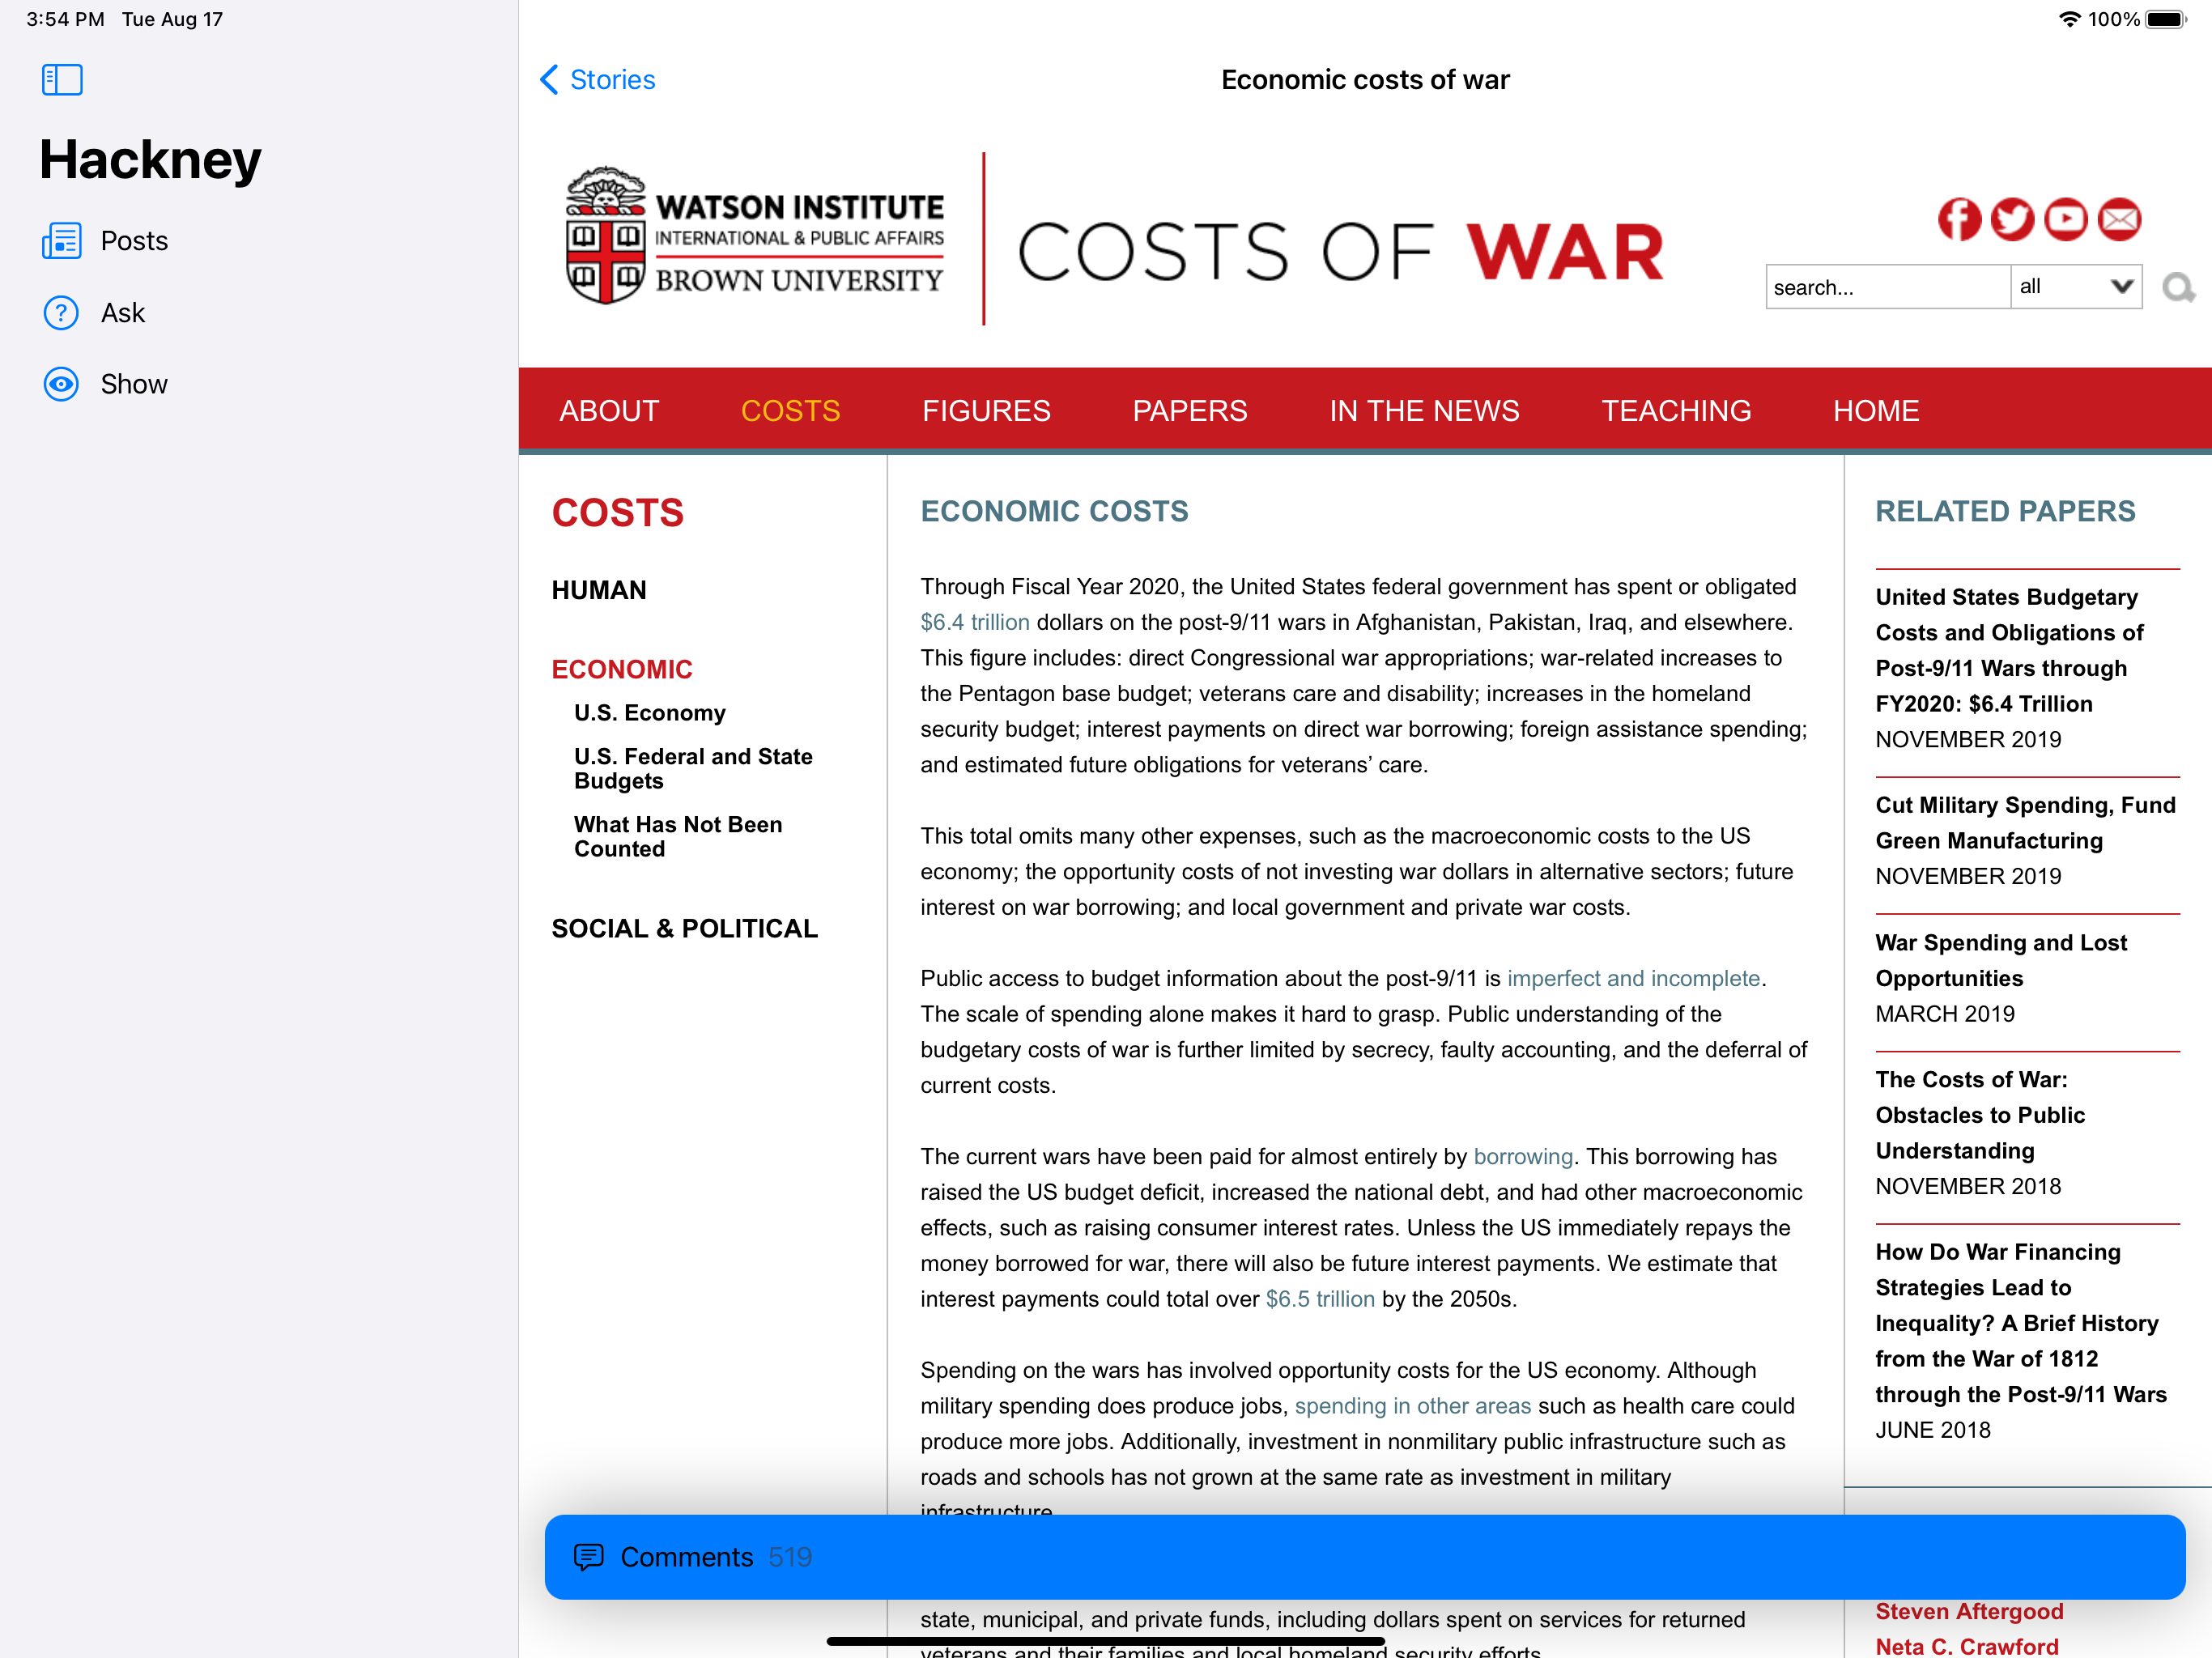 3:54 PM Tue Aug 17
100%
Hackney
Posts
Ask
Show
Stories
Economic costs of war
WATSON INSTITUTE
INTERNATIONAL & PUBLIC AFFAIRS
BROWN UNIVERSITY
COSTS OF WAR
search...
all
ABOUT
COSTS
FIGURES
PAPERS
IN THE NEWS
TEACHING
HOME
COSTS
HUMAN
ECONOMIC
U.S. Economy
U.S. Federal and State
Budgets
What Has Not Been
Counted
SOCIAL & POLITICAL
ECONOMIC COSTS
Through Fiscal Year 2020, the United States federal government has spent or obligated
$6.4 trillion dollars on the post-9/11 wars in Afghanistan, Pakistan, Iraq, and elsewhere.
This figure includes: direct Congressional war appropriations; war-related increases to
the Pentagon base budget; veterans care and disability; increases in the homeland
security budget; interest payments on direct war borrowing; foreign assistance spending;
and estimated future obligations for veterans’ care.
This total omits many other expenses, such as the macroeconomic costs to the US
economy; the opportunity costs of not investing war dollars in alternative sectors; future
interest on war borrowing; and local government and private war costs.
Public access to budget information about the post-9/11 is imperfect and incomplete.
The scale of spending alone makes it hard to grasp. Public understanding of the
budgetary costs of war is further limited by secrecy, faulty accounting, and the deferral of
current costs.
The current wars have been paid for almost entirely by borrowing. This borrowing has
raised the US budget deficit, increased the national debt, and had other macroeconomic
effects, such as raising consumer interest rates. Unless the US immediately repays the
money borrowed for war, there will also be future interest payments. We estimate that
interest payments could total over $6.5 trillion by the 2050s.
Spending on the wars has involved opportunity costs for the US economy. Although
military spending does produce jobs, spending in other areas such as health care could
produce more jobs. Additionally, investment in nonmilitary public infrastructure such as
roads and schools has not grown at the same rate as investment in military
infrastructure
Comments 519
state, municipal, and private funds, including dollars spent on services for returned
veterans and their families and local homeland security efforts
RELATED PAPERS
United States Budgetary
Costs and Obligations of
Post-9/11 Wars through
FY2020: $6.4 Trillion
NOVEMBER 2019
Cut Military Spending, Fund
Green Manufacturing
NOVEMBER 2019
War Spending and Lost
Opportunities
MARCH 2019
The Costs of War:
Obstacles to Public
Understanding
NOVEMBER 2018
How Do War Financing
Strategies Lead to
Inequality? A Brief History
from the War of 1812
through the Post-9/11 Wars
JUNE 2018
Steven Aftergood
Neta C. Crawford